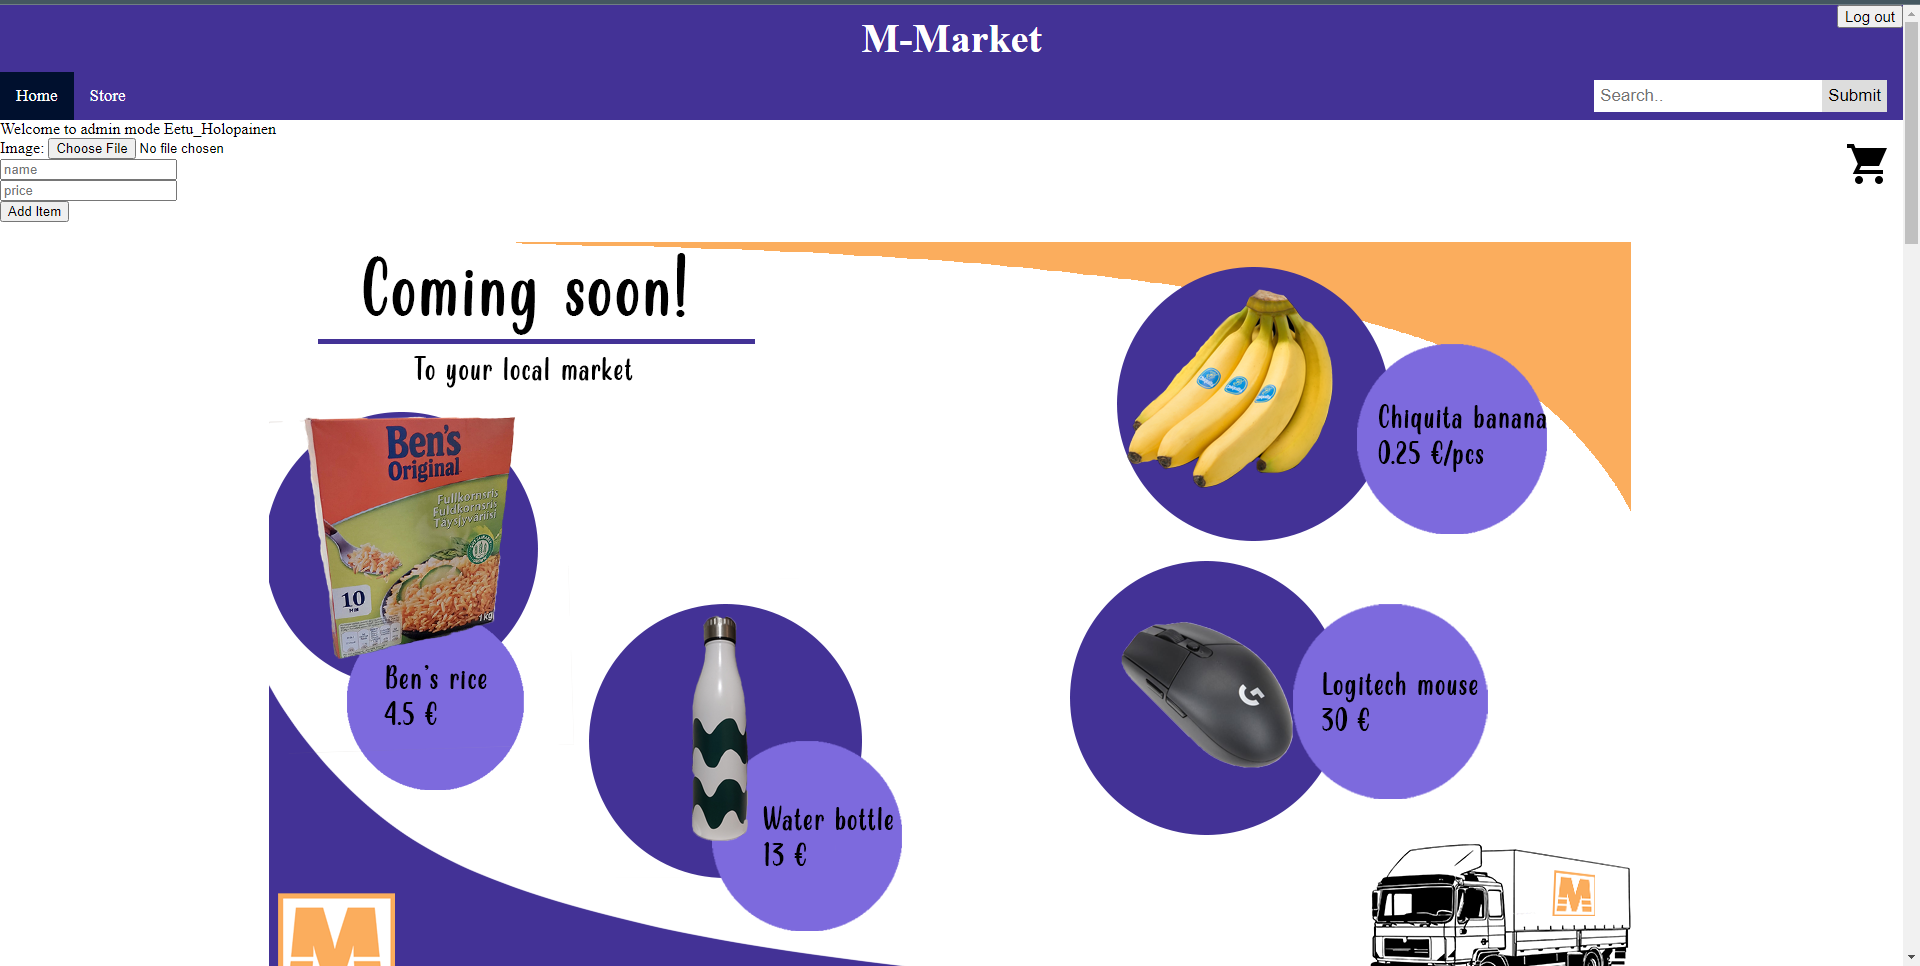 Log out
M-Market
Home
Store
Search..
Submit
Welcome to admin mode Eetu_Holopainen
Image: Choose File No file chosen
name
price
Add Item
Coming soon!
To your local market
Chiquita banana
0.25 €/pcs
Ben's
Original
Fullkornsris
Fuldkornsris
Täysjyväriisi
10
MIN
1kg
Ben's rice
4.5 €
Logitech mouse
30 €
Water bottle
13 €
M
M